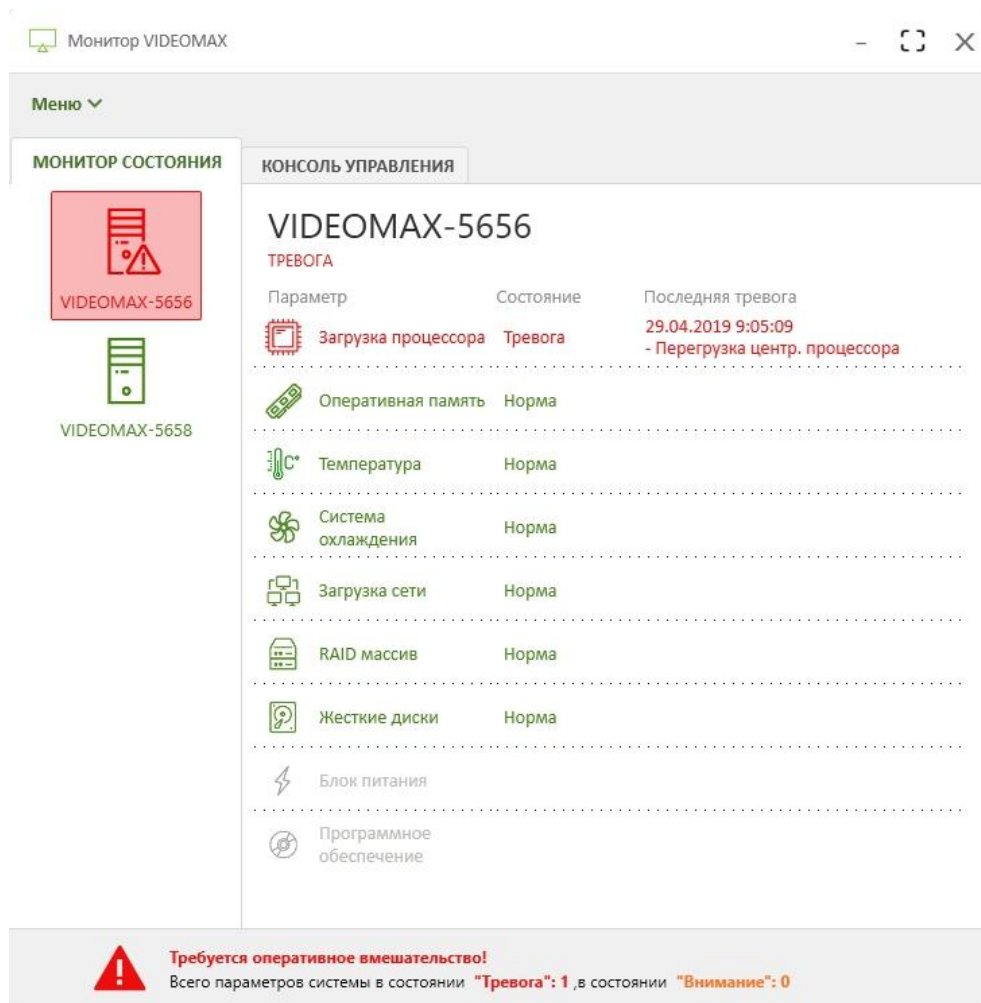 Монитор VIDEOMAX
Меню
МОНИТОР СОСТОЯНИЯ
КОНСОЛЬ УПРАВЛЕНИЯ
VIDEOMAX-5656
VIDEOMAX-5658
VIDEOMAX-5656
ТРЕВОГА
Параметр Состояние Последняя тревога
Загрузка процессора Тревога 29.04.2019 9:05:09
- Перегрузка центр. процессора
Оперативная память Норма
C° Температура Норма
Система
охлаждения Норма
Загрузка сети Норма
RAID массив Норма
Жесткие диски Норма
Блок питания
Программное
обеспечение
Требуется оперативное вмешательство!
Всего параметров системы в состоянии "Тревога": 1 ,в состоянии "Внимание": 0